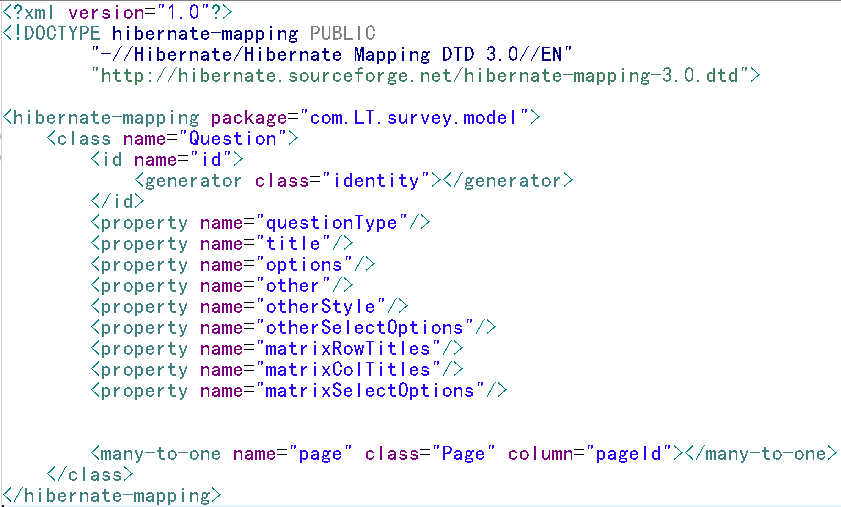 <?xml version="1.0"?>
<!DOCTYPE hibernate-mapping PUBLIC
        "-//Hibernate/Hibernate Mapping DTD 3.0//EN"
        "http://hibernate.sourceforge.net/hibernate-mapping-3.0.dtd">
<hibernate-mapping package="com.LT.survey.model">
    <class name="Question">
        <id name="id">
            <generator class="identity"></generator>
        </id>
        <property name="questionType"/>
        <property name="title"/>
        <property name="options"/>
        <property name="other"/>
        <property name="otherStyle"/>
        <property name="otherSelectOptions"/>
        <property name="matrixRowTitles"/>
        <property name="matrixColTitles"/>
        <property name="matrixSelectOptions"/>
        <many-to-one name="page" class="Page" column="pageId"></many-to-one>
    </class>
</hibernate-mapping>